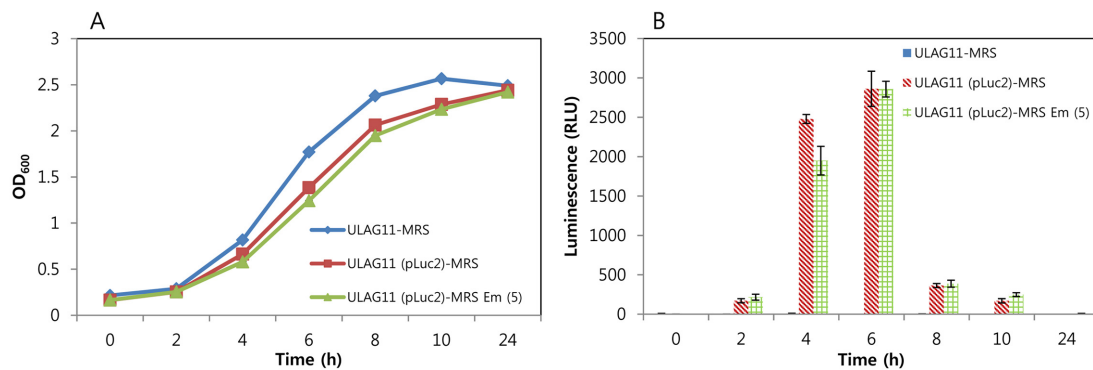 A
3
2.5
2
1.5
1
0.5
0
OD600
ULAG11-MRS
ULAG11 (pLuc2)-MRS
ULAG11 (pLuc2)-MRS Em (5)
0 2 4 6 8 10 24
Time (h)
B
3500
3000
2500
2000
1500
1000
500
0
Luminescence (RLU)
ULAG11-MRS
ULAG11 (pLuc2)-MRS
ULAG11 (pLuc2)-MRS Em (5)
0 2 4 6 8 10 24
Time (h)